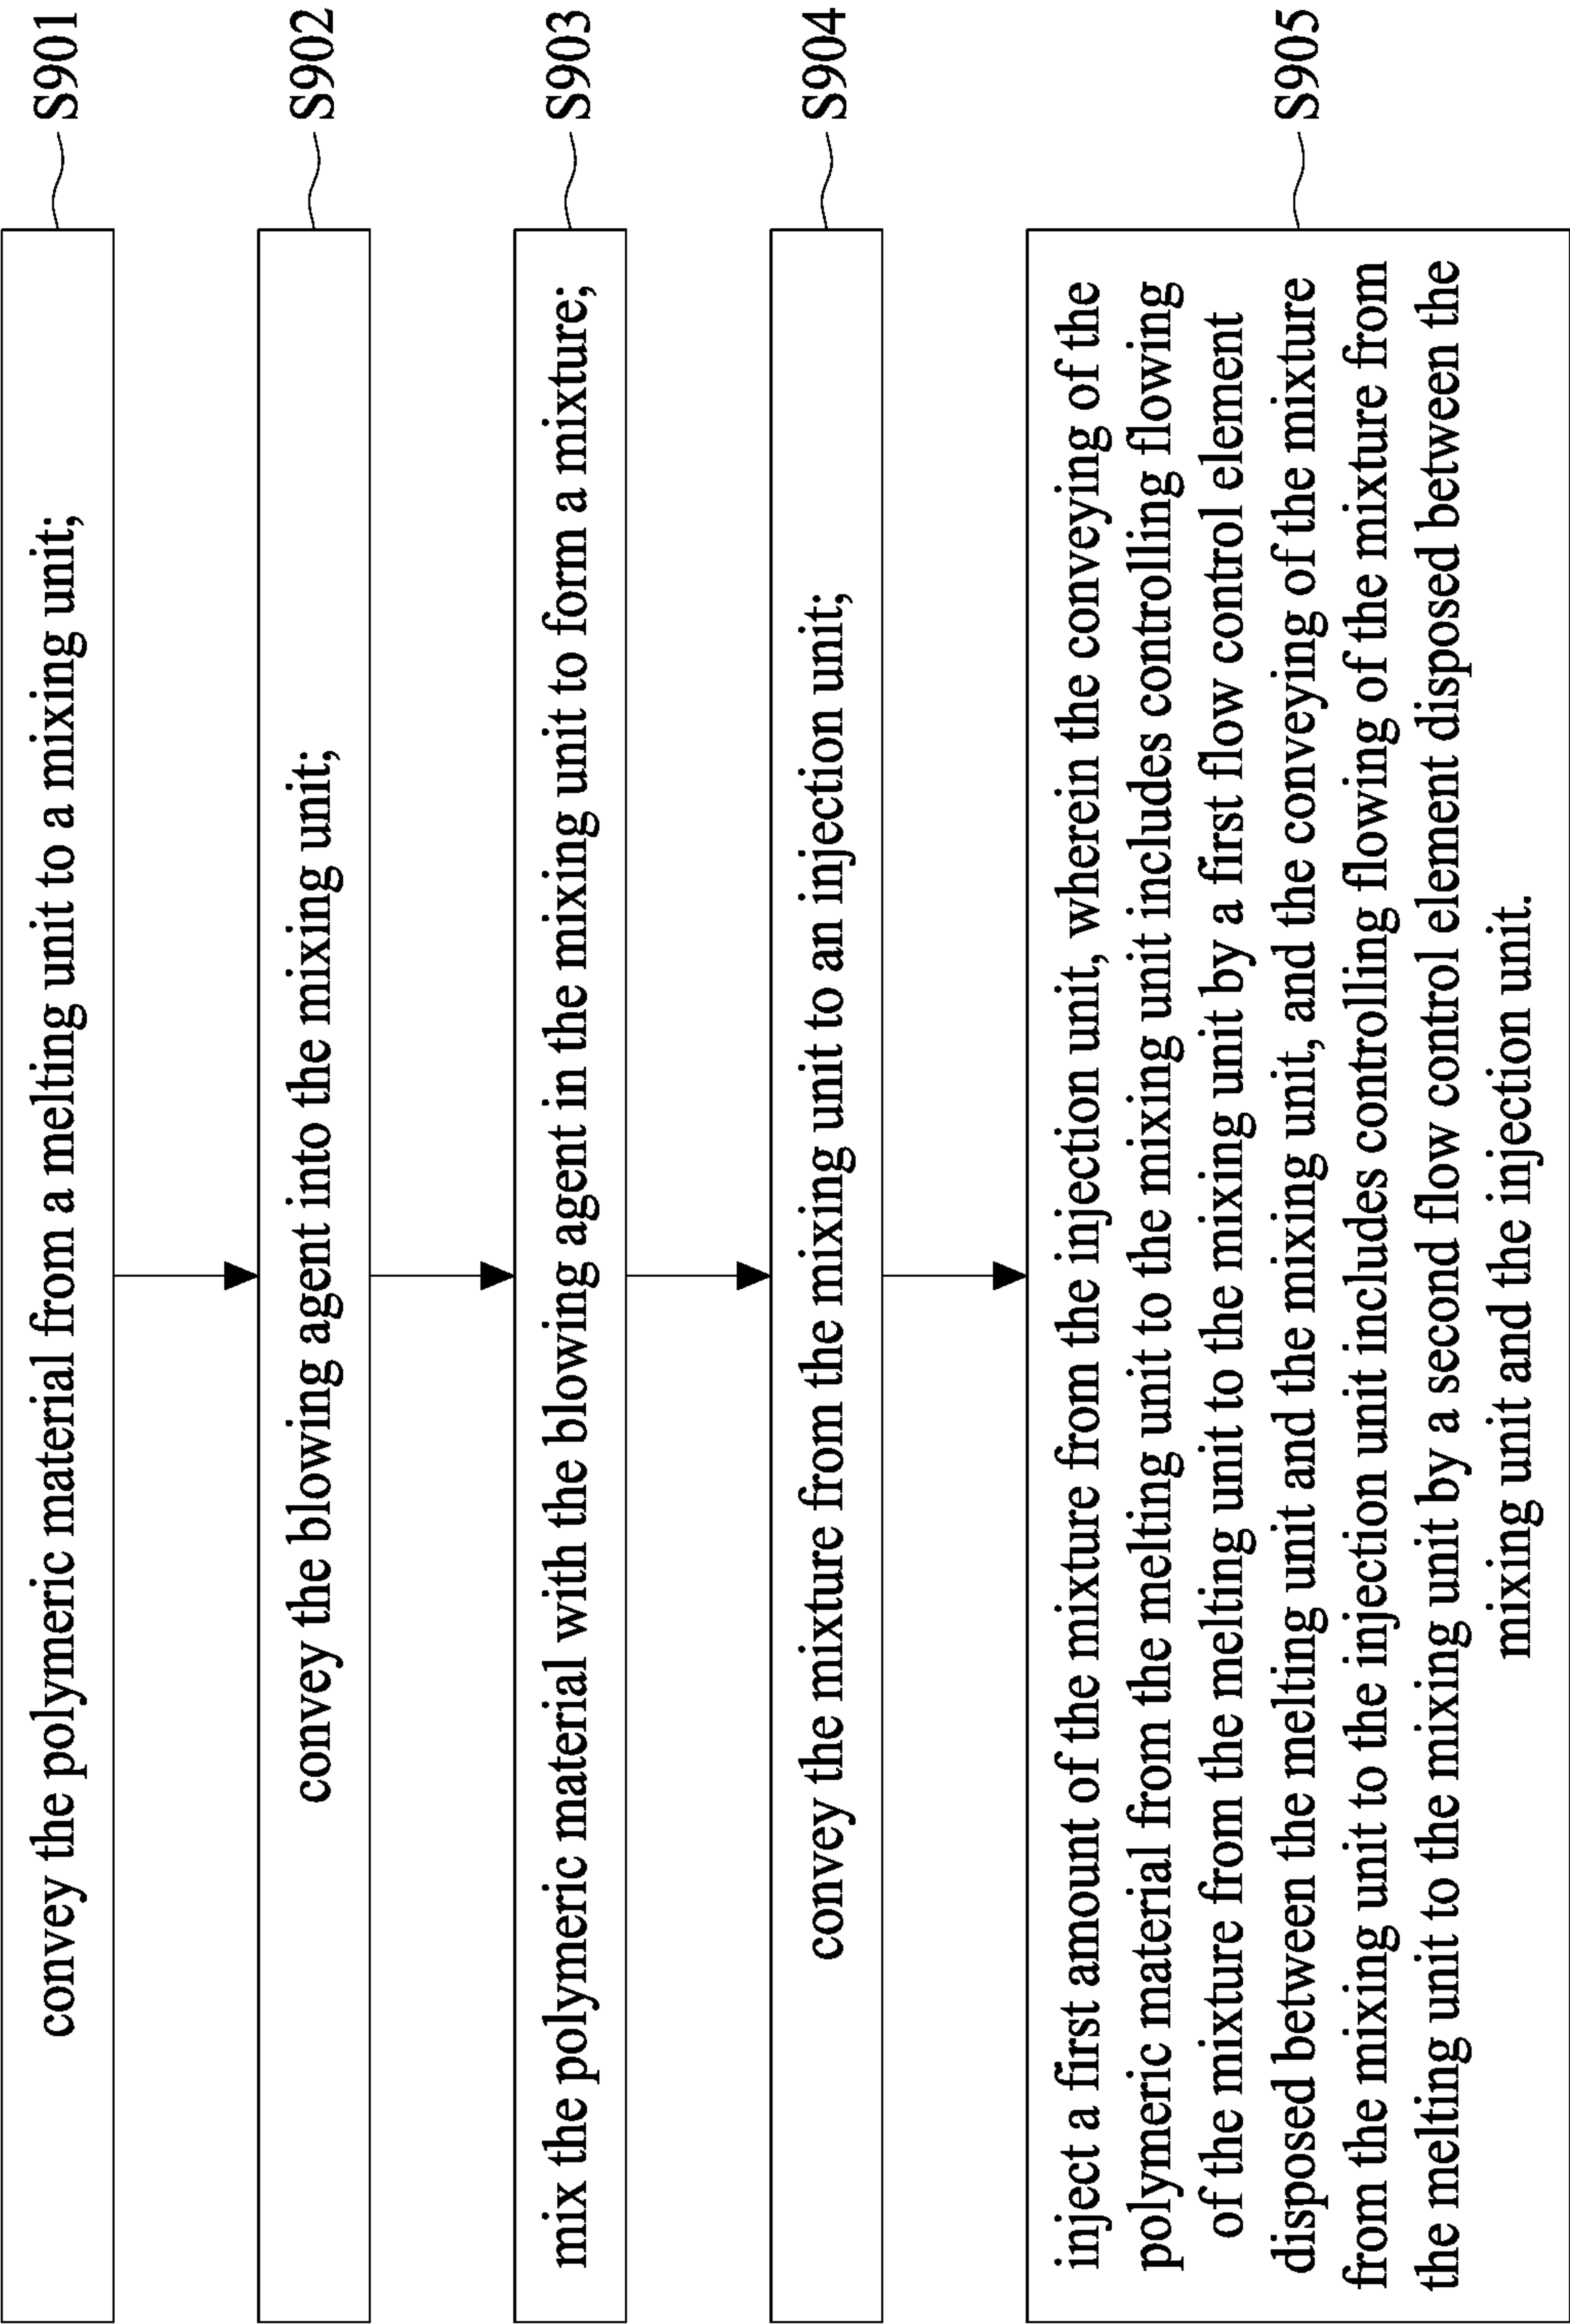 convey the polymeric material from a melting unit to a mixing unit;
S901
convey the blowing agent into the mixing unit;
S902
mix the polymeric material with the blowing agent in the mixing unit to form a mixture;
S903
convey the mixture from the mixing unit to an injection unit;
S904
inject a first amount of the mixture from the injection unit, wherein the conveying of the
polymeric material from the melting unit to the mixing unit includes controlling flowing
of the mixture from the melting unit to the mixing unit by a first flow control element
disposed between the melting unit and the mixing unit, and the conveying of the mixture
from the mixing unit to the injection unit includes controlling flowing of the mixture from
the melting unit to the mixing unit by a second flow control element disposed between the
mixing unit and the injection unit.
S905